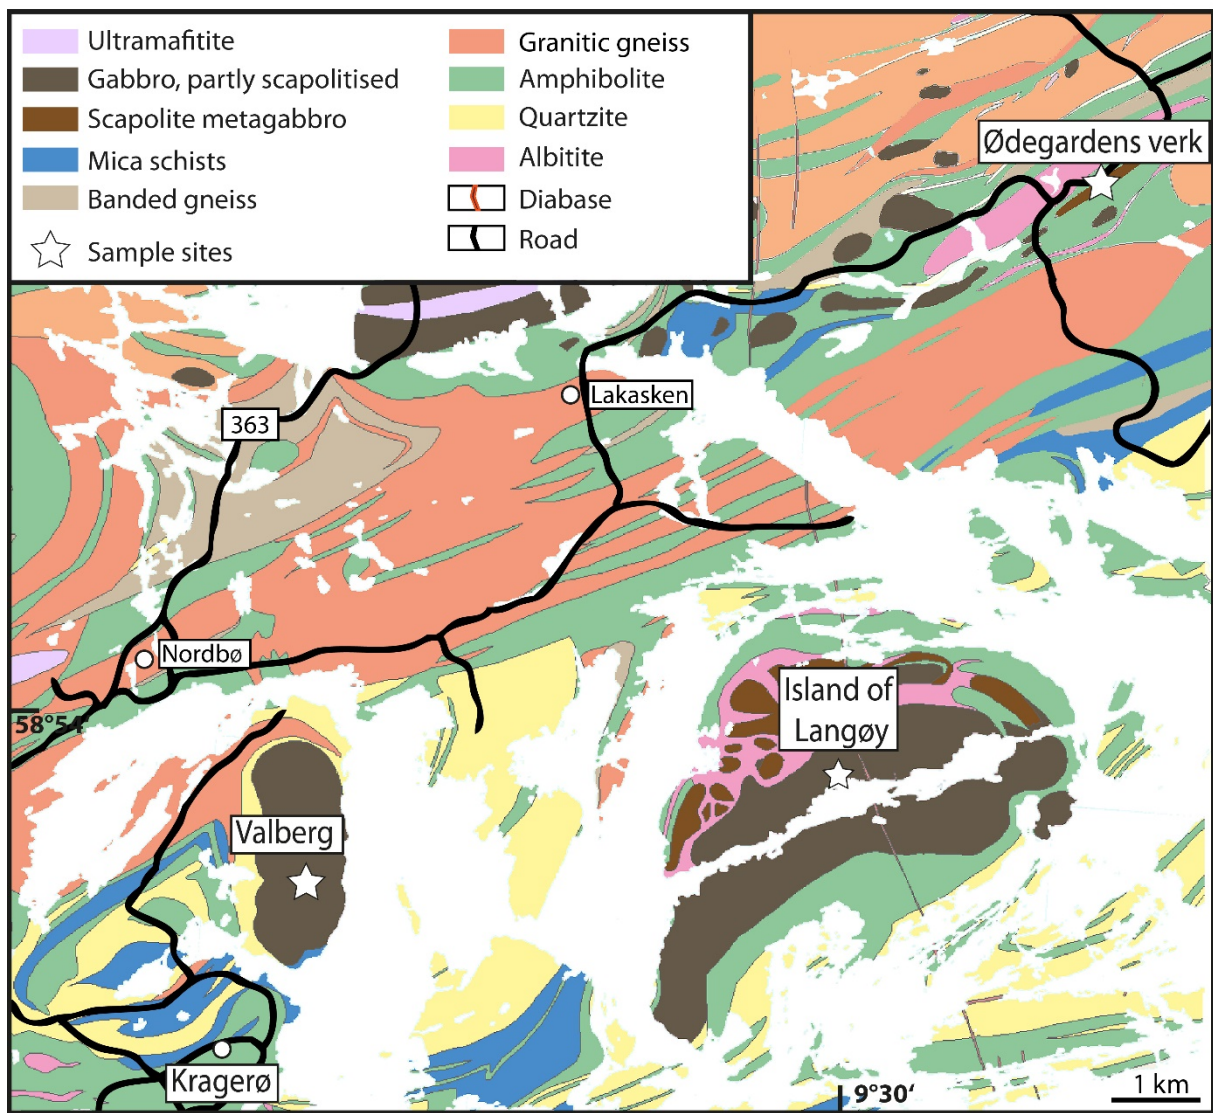 Ultramafitite
Gabbro, partly scapolitised
Scapolite metagabbro
Mica schists
Banded gneiss
Sample sites
Granitic gneiss
Amphibolite
Quartzite
Albitite
Diabase
Road
Ødegardens verk
Lakasken
363
Nordbø
58°54‘
Island of
Langøy
Valberg
Kragerø
9°30‘
1 km